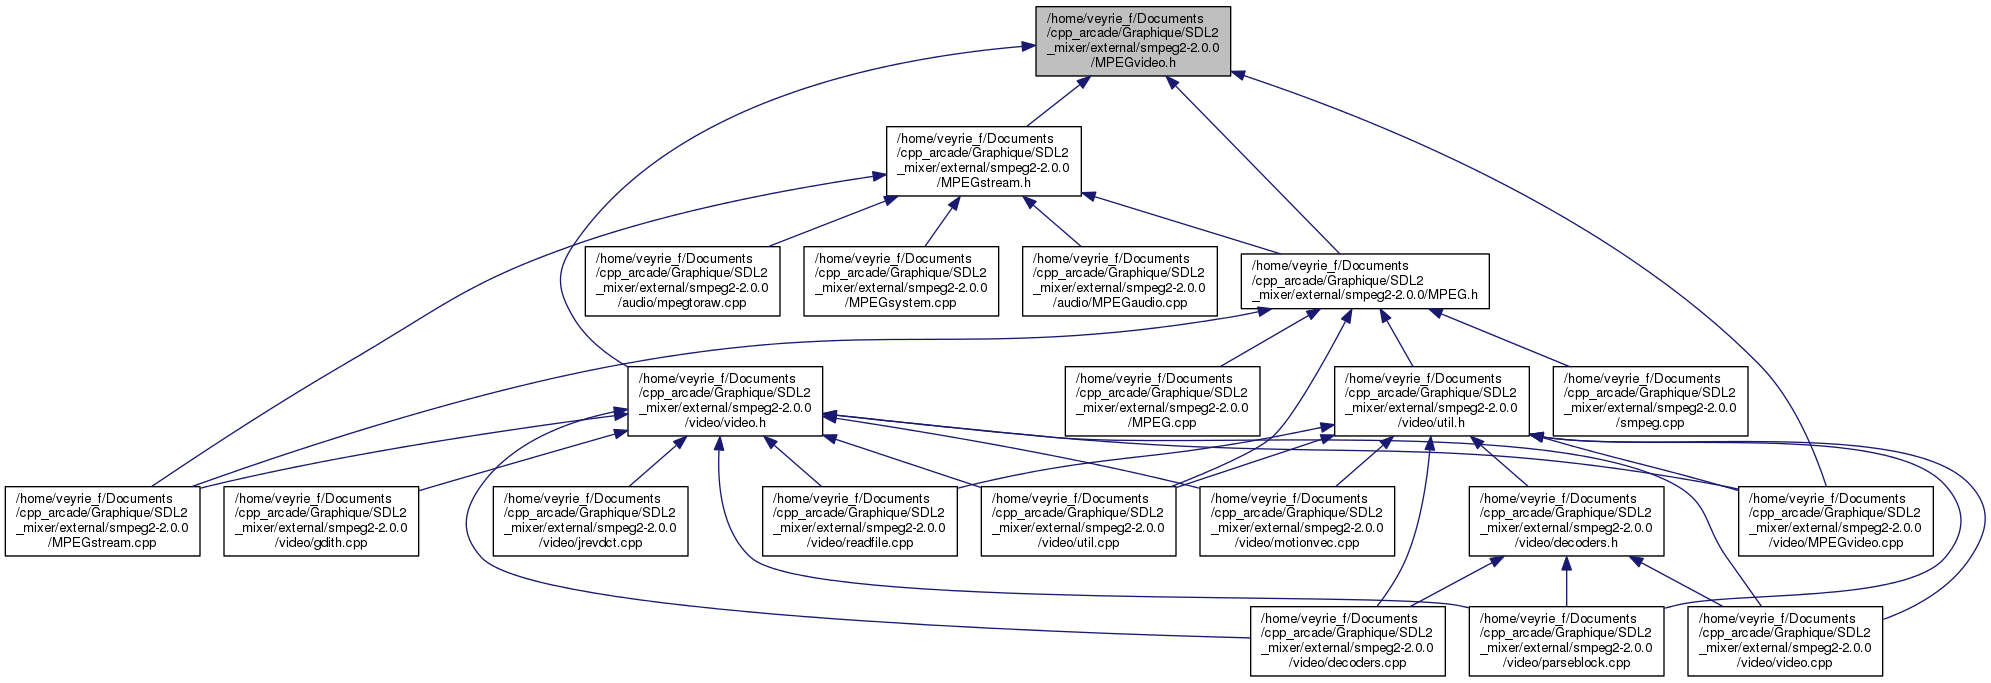 /home/veyrie_f/Documents
/cpp_arcade/Graphique/SDL2
_mixer/external/smpeg2-2.0.0
/MPEGvideo.h
/home/veyrie_f/Documents
/cpp_arcade/Graphique/SDL2
_mixer/external/smpeg2-2.0.0
/MPEGstream.h
/home/veyrie_f/Documents
/cpp_arcade/Graphique/SDL2
_mixer/external/smpeg2-2.0.0
/audio/mpegtoraw.cpp
/home/veyrie_f/Documents
/cpp_arcade/Graphique/SDL2
_mixer/external/smpeg2-2.0.0
/MPEGsystem.cpp
/home/veyrie_f/Documents
/cpp_arcade/Graphique/SDL2
_mixer/external/smpeg2-2.0.0
/audio/MPEGaudio.cpp
/home/veyrie_f/Documents
/cpp_arcade/Graphique/SDL2
_mixer/external/smpeg2-2.0.0/MPEG.h
/home/veyrie_f/Documents
/cpp_arcade/Graphique/SDL2
_mixer/external/smpeg2-2.0.0
/video/video.h
/home/veyrie_f/Documents
/cpp_arcade/Graphique/SDL2
_mixer/external/smpeg2-2.0.0
/MPEG.cpp
/home/veyrie_f/Documents
/cpp_arcade/Graphique/SDL2
_mixer/external/smpeg2-2.0.0
/video/util.h
/home/veyrie_f/Documents
/cpp_arcade/Graphique/SDL2
_mixer/external/smpeg2-2.0.0
/smpeg.cpp
/home/veyrie_f/Documents
/cpp_arcade/Graphique/SDL2
_mixer/external/smpeg2-2.0.0
/MPEGstream.cpp
/home/veyrie_f/Documents
/cpp_arcade/Graphique/SDL2
_mixer/external/smpeg2-2.0.0
/video/gdith.cpp
/home/veyrie_f/Documents
/cpp_arcade/Graphique/SDL2
_mixer/external/smpeg2-2.0.0
/video/jrevdct.cpp
/home/veyrie_f/Documents
/cpp_arcade/Graphique/SDL2
_mixer/external/smpeg2-2.0.0
/video/readfile.cpp
/home/veyrie_f/Documents
/cpp_arcade/Graphique/SDL2
_mixer/external/smpeg2-2.0.0
/video/util.cpp
/home/veyrie_f/Documents
/cpp_arcade/Graphique/SDL2
_mixer/external/smpeg2-2.0.0
/video/motionvec.cpp
/home/veyrie_f/Documents
/cpp_arcade/Graphique/SDL2
_mixer/external/smpeg2-2.0.0
/video/decoders.h
/home/veyrie_f/Documents
/cpp_arcade/Graphique/SDL2
_mixer/external/smpeg2-2.0.0
/video/MPEGvideo.cpp
/home/veyrie_f/Documents
/cpp_arcade/Graphique/SDL2
_mixer/external/smpeg2-2.0.0
/video/decoders.cpp
/home/veyrie_f/Documents
/cpp_arcade/Graphique/SDL2
_mixer/external/smpeg2-2.0.0
/video/parseblock.cpp
/home/veyrie_f/Documents
/cpp_arcade/Graphique/SDL2
_mixer/external/smpeg2-2.0.0
/video/video.cpp